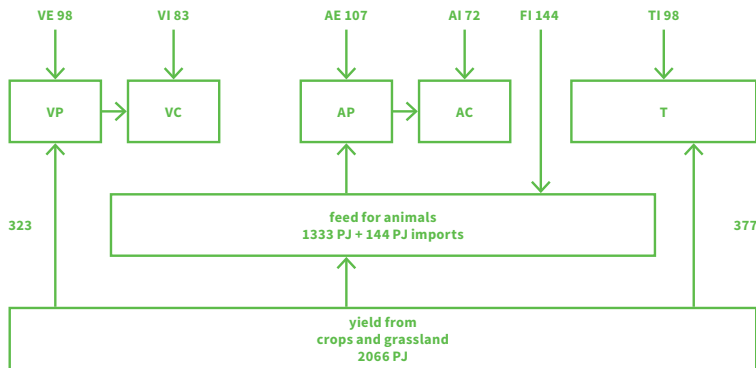 VE 98
VI 83
AE 107
AI 72
FI 144
TI 98
VP
VC
AP
AC
T
feed for animals
1333 PJ + 144 PJ imports
323
377
yield from
crops and grassland
2066 PJ